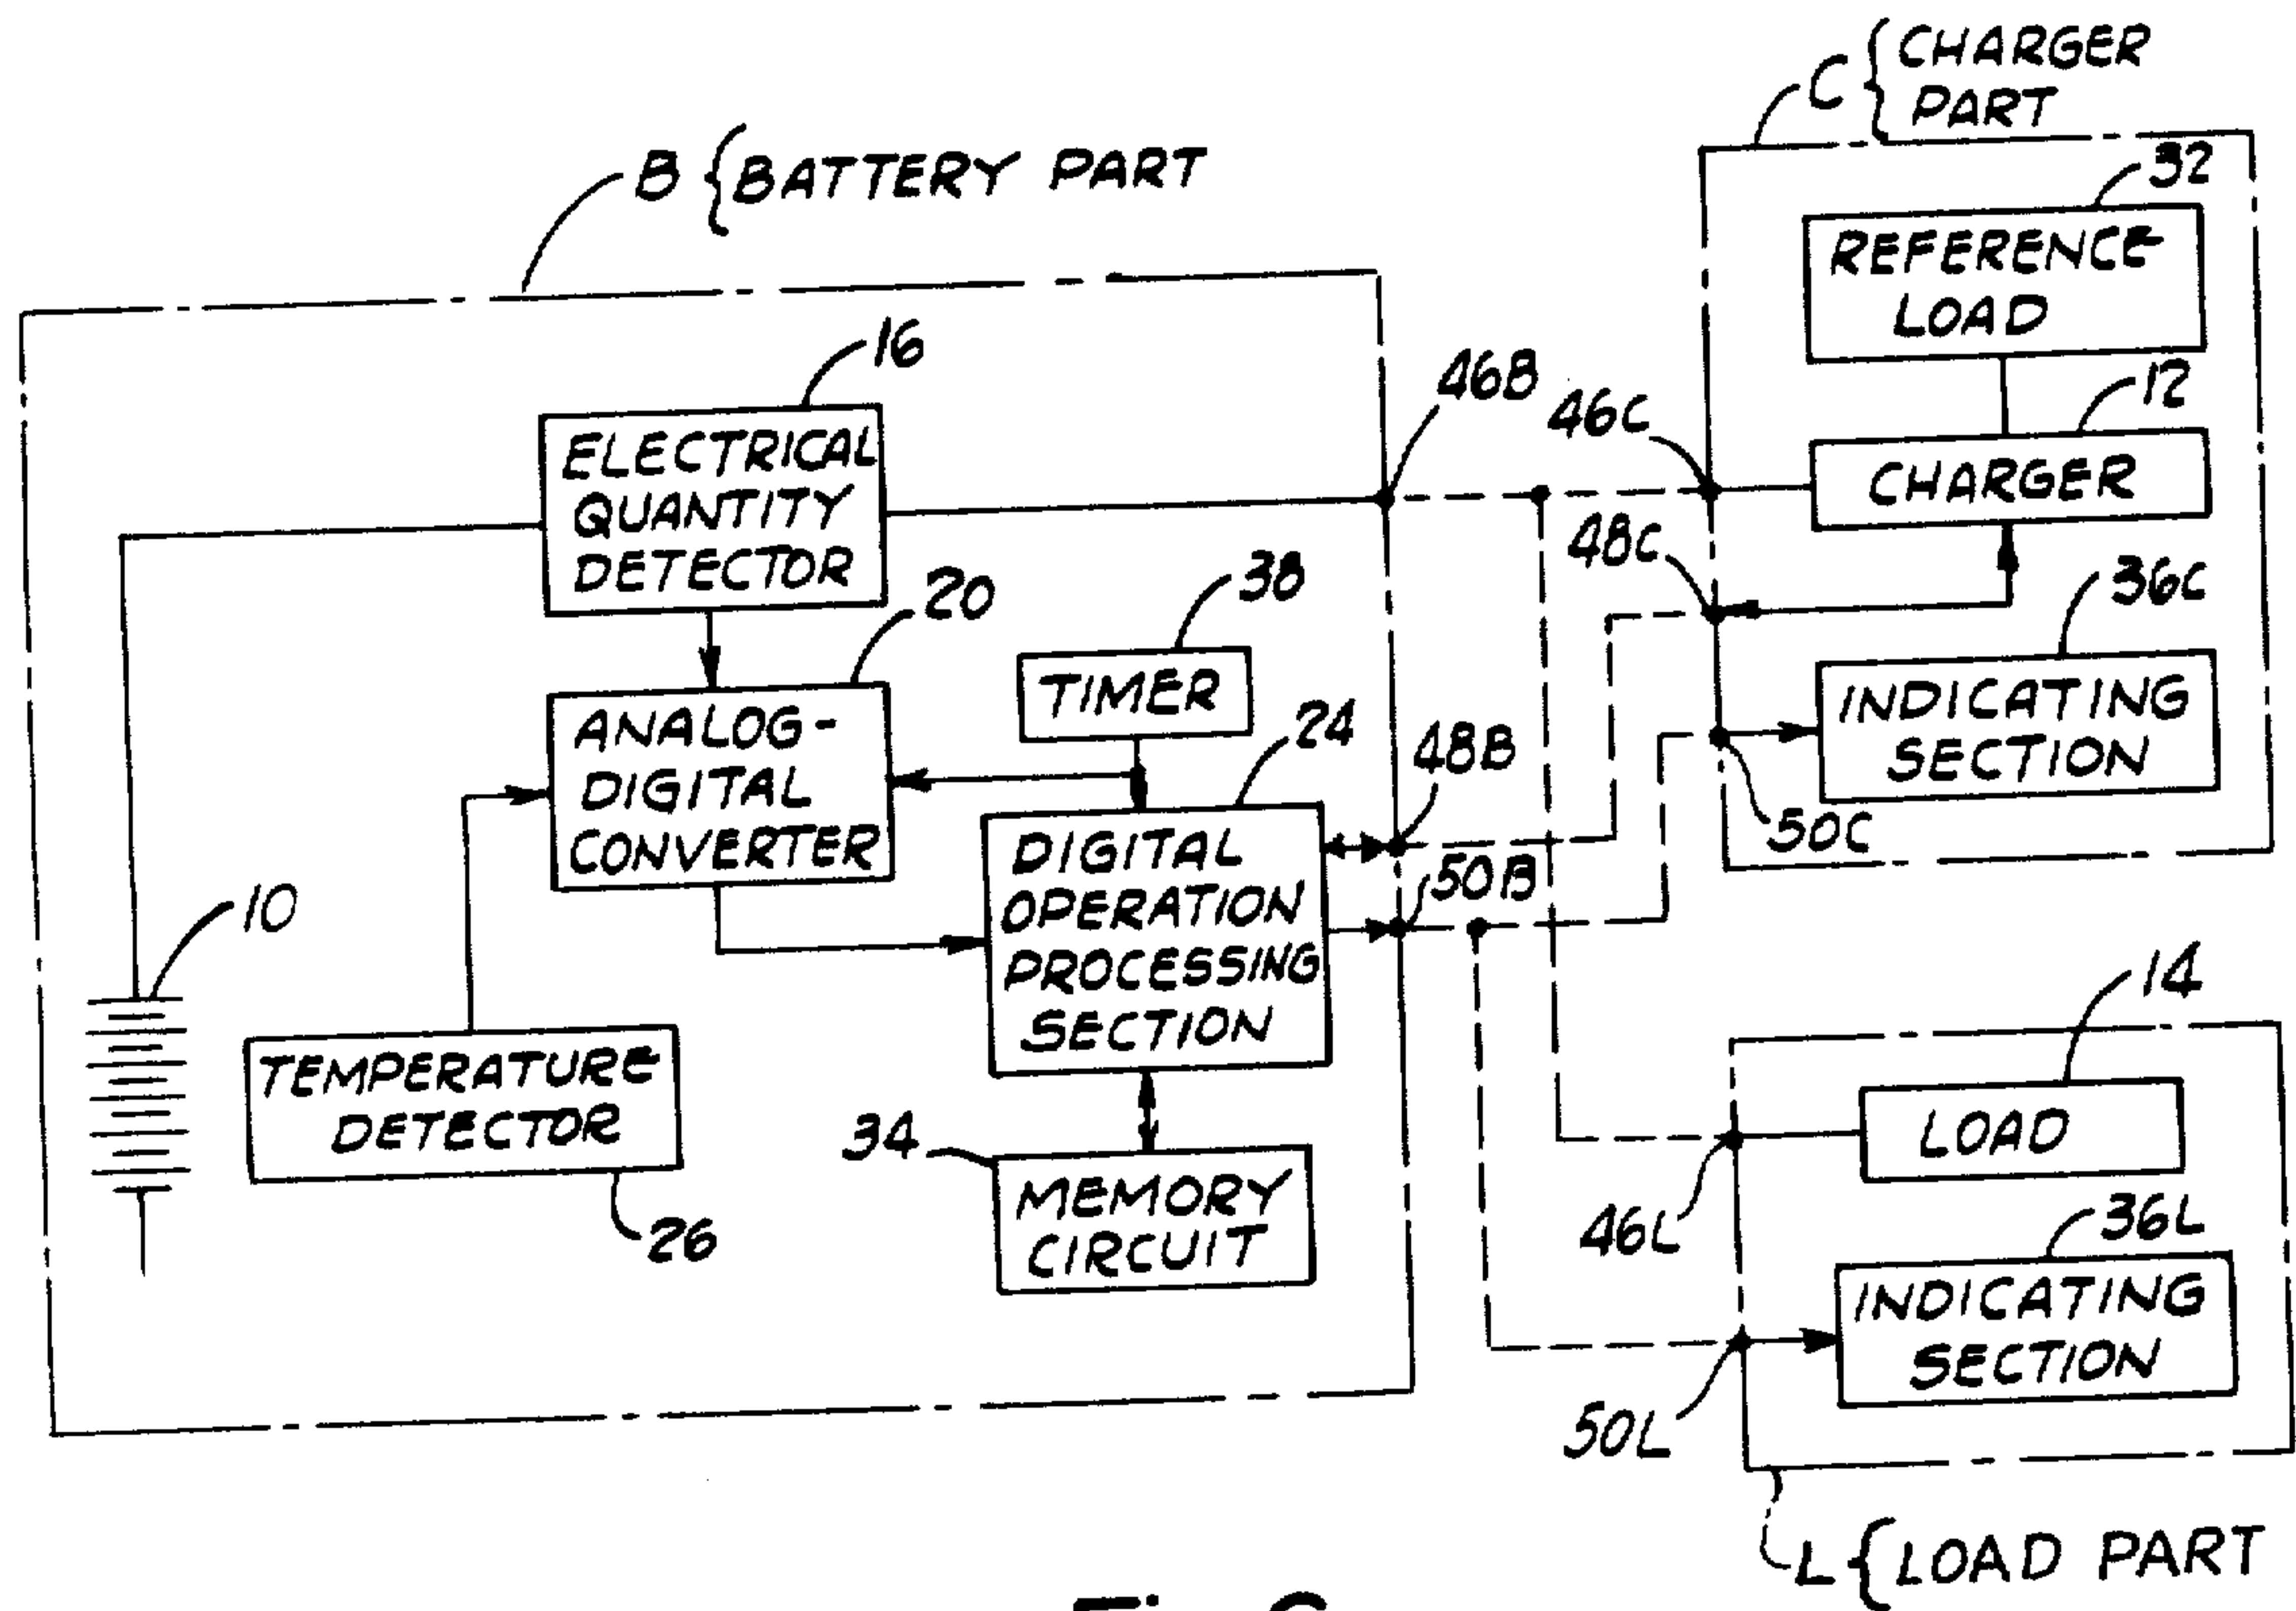 C { CHARGER
PART
B { BATTERY PART
32
REFERENCE
LOAD
16
46B
46C
12
ELECTRICAL
QUANTITY
DETECTOR
CHARGER
48C
20
38
36C
TIMER
INDICATING
SECTION
ANALOG-
DIGITAL
CONVERTER
24
48B
50C
DIGITAL
OPERATION
PROCESSING
SECTION
50B
10
14
LOAD
TEMPERATURE
DETECTOR
34
26
MEMORY
CIRCUIT
46L
36L
INDICATING
SECTION
50L
L { LOAD PART